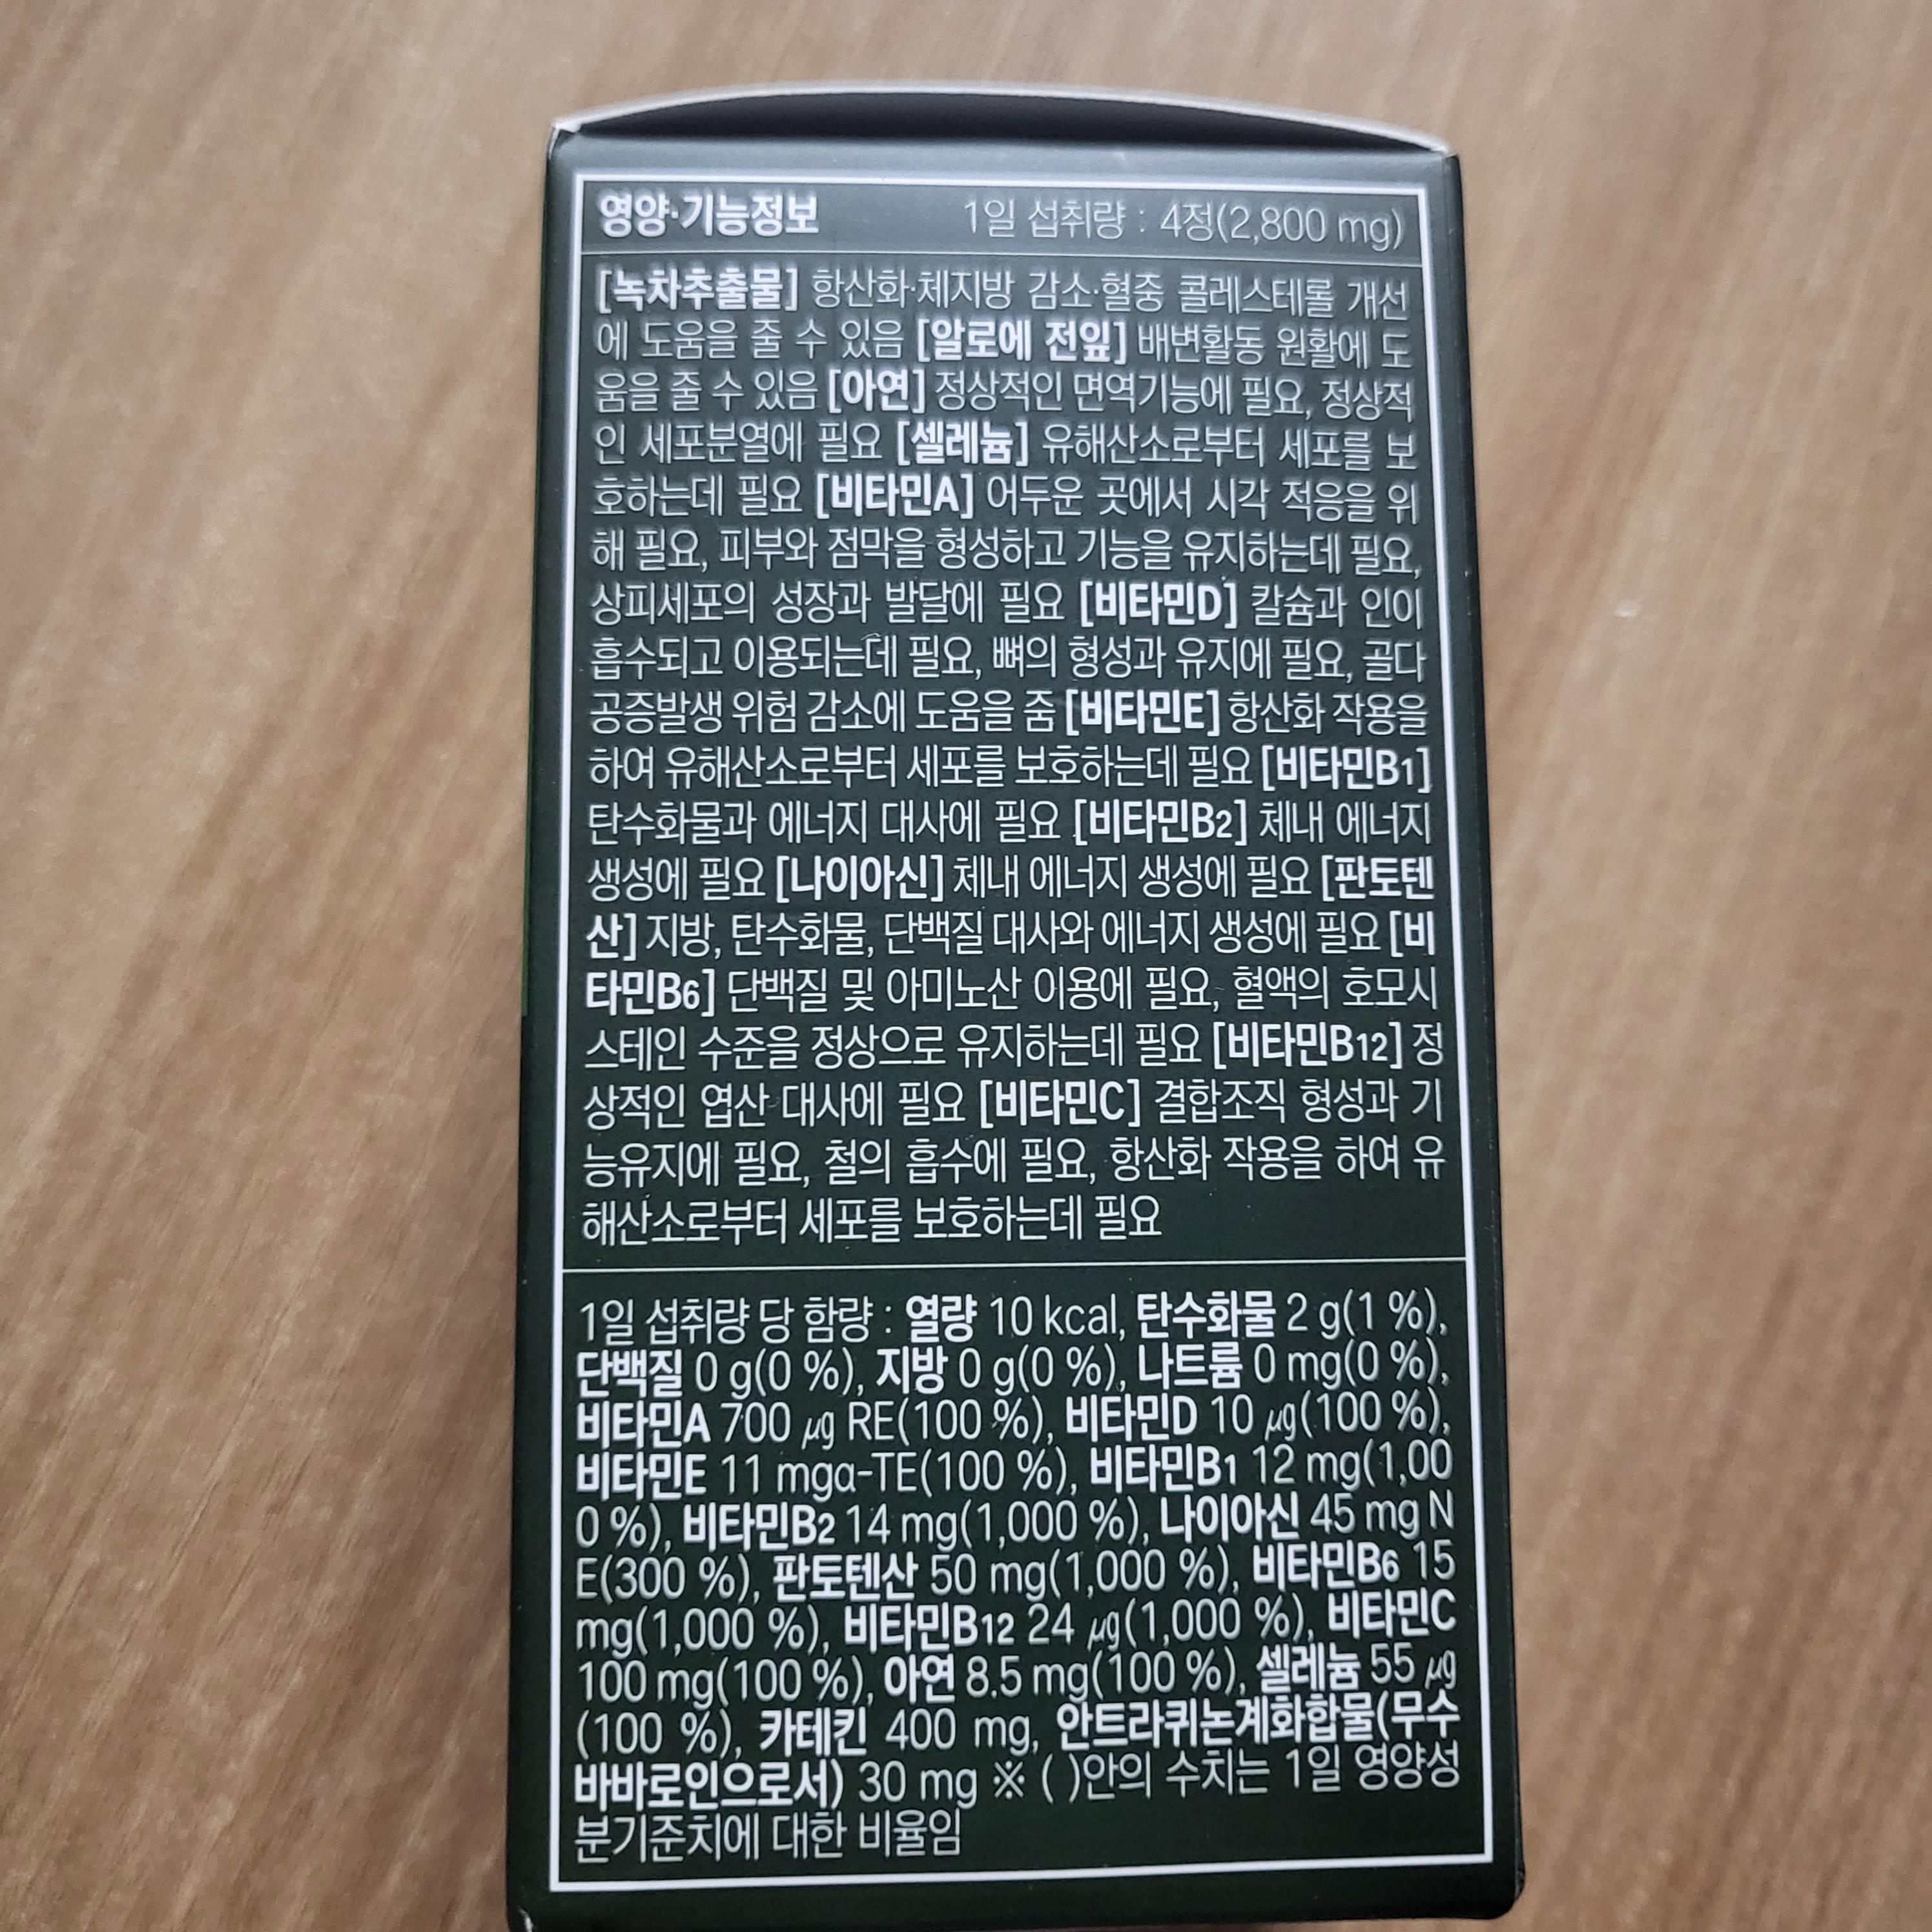 영양·기능정보 1일 섭취량 : 4정(2,800 mg)
[녹차추출물] 항산화·체지방 감소·혈중 콜레스테롤 개선
에 도움을 줄 수 있음 [알로에 전잎] 배변활동 원활에 도
움을 줄 수 있음 [아연] 정상적인 면역기능에 필요, 정상적
인 세포분열에 필요 [셀레늄] 유해산소로부터 세포를 보
호하는데 필요 [비타민A] 어두운 곳에서 시각 적응을 위
해 필요, 피부와 점막을 형성하고 기능을 유지하는데 필요,
상피세포의 성장과 발달에 필요 [비타민D] 칼슘과 인이
흡수되고 이용되는데 필요, 뼈의 형성과 유지에 필요, 골다
공증발생 위험 감소에 도움을 줌 [비타민E] 항산화 작용을
하여 유해산소로부터 세포를 보호하는데 필요 [비타민B1]
탄수화물과 에너지 대사에 필요 [비타민B2] 체내 에너지
생성에 필요 [나이아신] 체내 에너지 생성에 필요 [판토텐
산] 지방, 탄수화물, 단백질 대사와 에너지 생성에 필요 [비
타민B6] 단백질 및 아미노산 이용에 필요, 혈액의 호모시
스테인 수준을 정상으로 유지하는데 필요 [비타민B12] 정
상적인 엽산 대사에 필요 [비타민C] 결합조직 형성과 기
능유지에 필요, 철의 흡수에 필요, 항산화 작용을 하여 유
해산소로부터 세포를 보호하는데 필요
1일 섭취량 당 함량 : 열량 10 kcal, 탄수화물 2 g(1 %),
단백질 0 g(0 %), 지방 0 g(0 %), 나트륨 0 mg(0 %),
비타민A 700 ㎍ RE(100 %), 비타민D 10 ㎍(100 %),
비타민E 11 mgα-TE(100 %), 비타민B1 12 mg(1,00
0 %), 비타민B2 14 mg(1,000 %), 나이아신 45 mg N
E(300 %), 판토텐산 50 mg(1,000 %), 비타민B6 15
mg(1,000 %), 비타민B12 24 ㎍(1,000 %), 비타민C
100 mg(100 %), 아연 8.5 mg(100 %), 셀레늄 55 ㎍
(100 %), 카테킨 400 mg, 안트라퀴논계화합물(무수
바바로인으로서) 30 mg ※ ( )안의 수치는 1일 영양성
분기준치에 대한 비율임